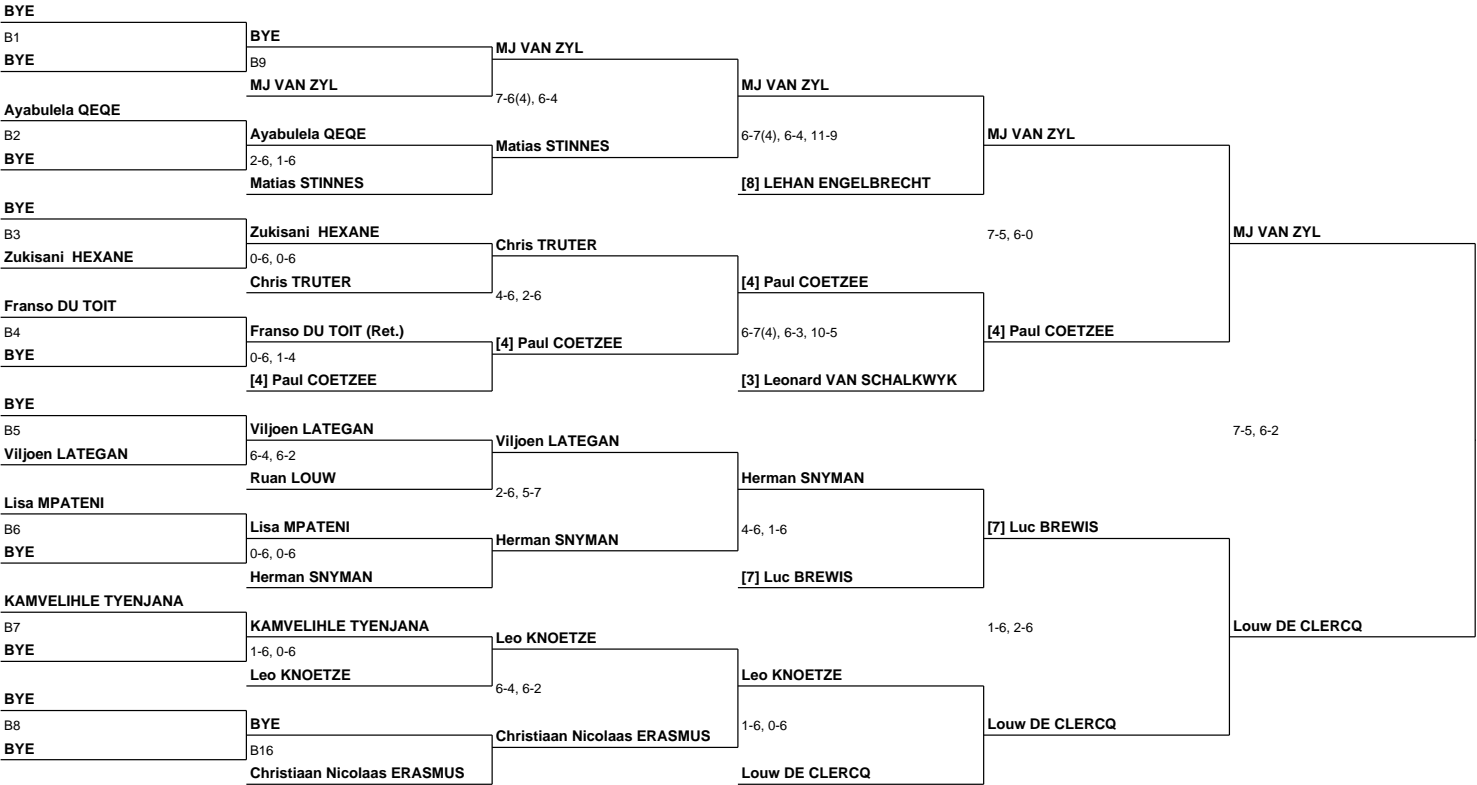 BYE
B1
BYE
Ayabulela QEQE
B2
BYE
BYE
B3
Zukisani  HEXANE
Franso DU TOIT
B4
BYE
BYE
B5
Viljoen LATEGAN
Lisa MPATENI
B6
BYE
KAMVELIHLE TYENJANA
B7
BYE
BYE
B8
BYE
BYE
B9
MJ VAN ZYL
Ayabulela QEQE
2-6, 1-6
Matias STINNES
Zukisani  HEXANE
0-6, 0-6
Chris TRUTER
Franso DU TOIT (Ret.)
0-6, 1-4
[4] Paul COETZEE
Viljoen LATEGAN
6-4, 6-2
Ruan LOUW
Lisa MPATENI
0-6, 0-6
Herman SNYMAN
KAMVELIHLE TYENJANA
1-6, 0-6
Leo KNOETZE
BYE
B16
Christiaan Nicolaas ERASMUS
MJ VAN ZYL
7-6(4), 6-4
Matias STINNES
Chris TRUTER
4-6, 2-6
[4] Paul COETZEE
Viljoen LATEGAN
2-6, 5-7
Herman SNYMAN
Leo KNOETZE
6-4, 6-2
Christiaan Nicolaas ERASMUS
MJ VAN ZYL
6-7(4), 6-4, 11-9
[8] LEHAN ENGELBRECHT
[4] Paul COETZEE
6-7(4), 6-3, 10-5
[3] Leonard VAN SCHALKWYK
Herman SNYMAN
4-6, 1-6
[7] Luc BREWIS
Leo KNOETZE
1-6, 0-6
Louw DE CLERCQ
MJ VAN ZYL
7-5, 6-0
[4] Paul COETZEE
[7] Luc BREWIS
1-6, 2-6
Louw DE CLERCQ
MJ VAN ZYL
7-5, 6-2
Louw DE CLERCQ